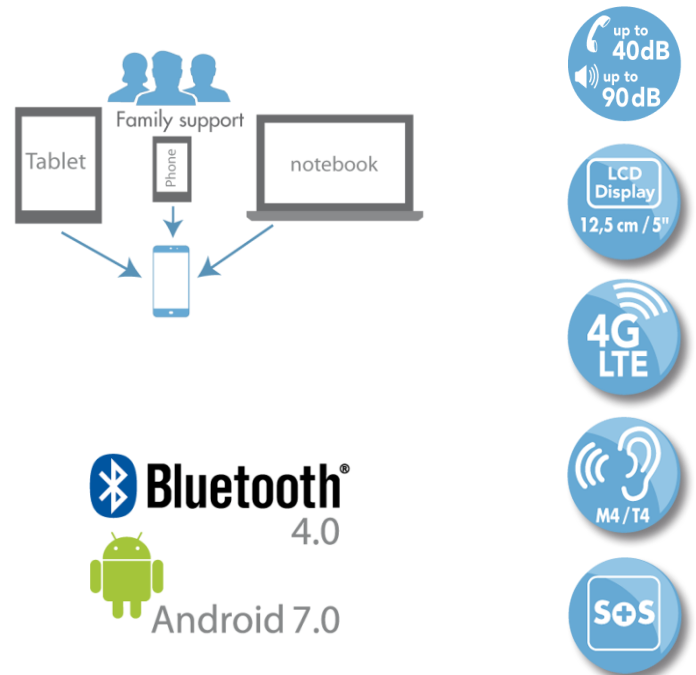 Family support
Tablet
Phone
notebook
Bluetooth®
4.0
Android 7.0
up to
40dB
up to
90dB
LCD
Display
12,5 cm / 5"
4G
LTE
M4/T4
SOS